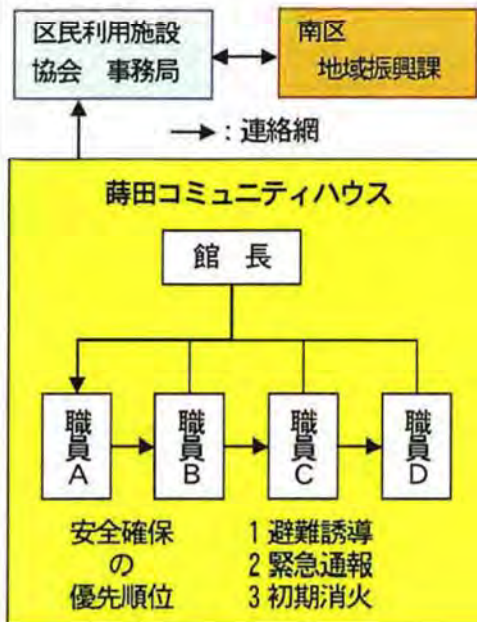 区民利用施設
協会 事務局
南区
地域振興課
→：連絡網
蒔田コミュニティハウス
館 長
職員A
職員B
職員C
職員D
安全確保
の
優先順位
1 避難誘導
2 緊急通報
3 初期消火